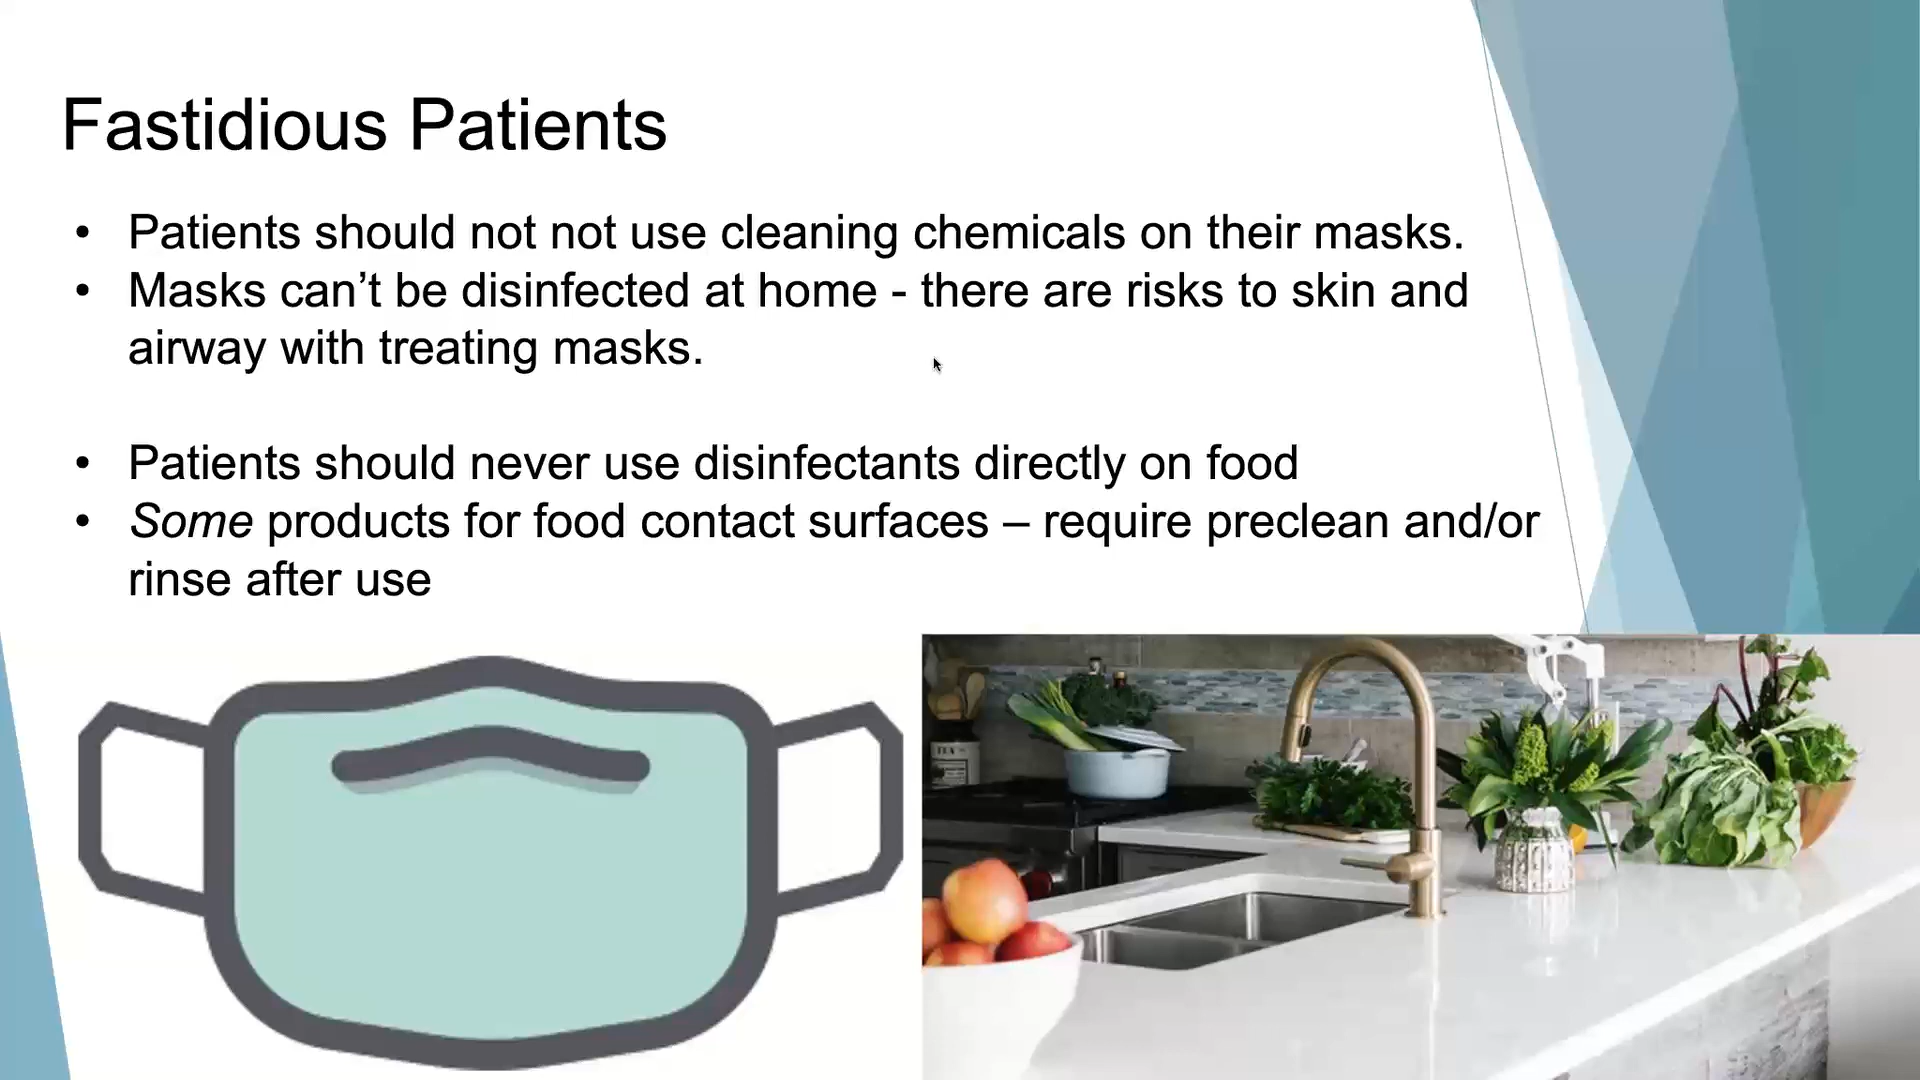 Fastidious Patients
• Patients should not not use cleaning chemicals on their masks.
• Masks can’t be disinfected at home - there are risks to skin and
airway with treating masks.
• Patients should never use disinfectants directly on food
• Some products for food contact surfaces – require preclean and/or
rinse after use
TEA